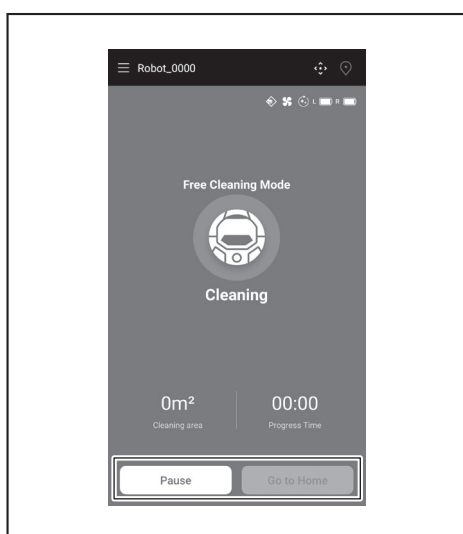 Robot_0000
L R
Free Cleaning Mode
Cleaning
0m² 00:00
Cleaning area Progress Time
Pause Go to Home